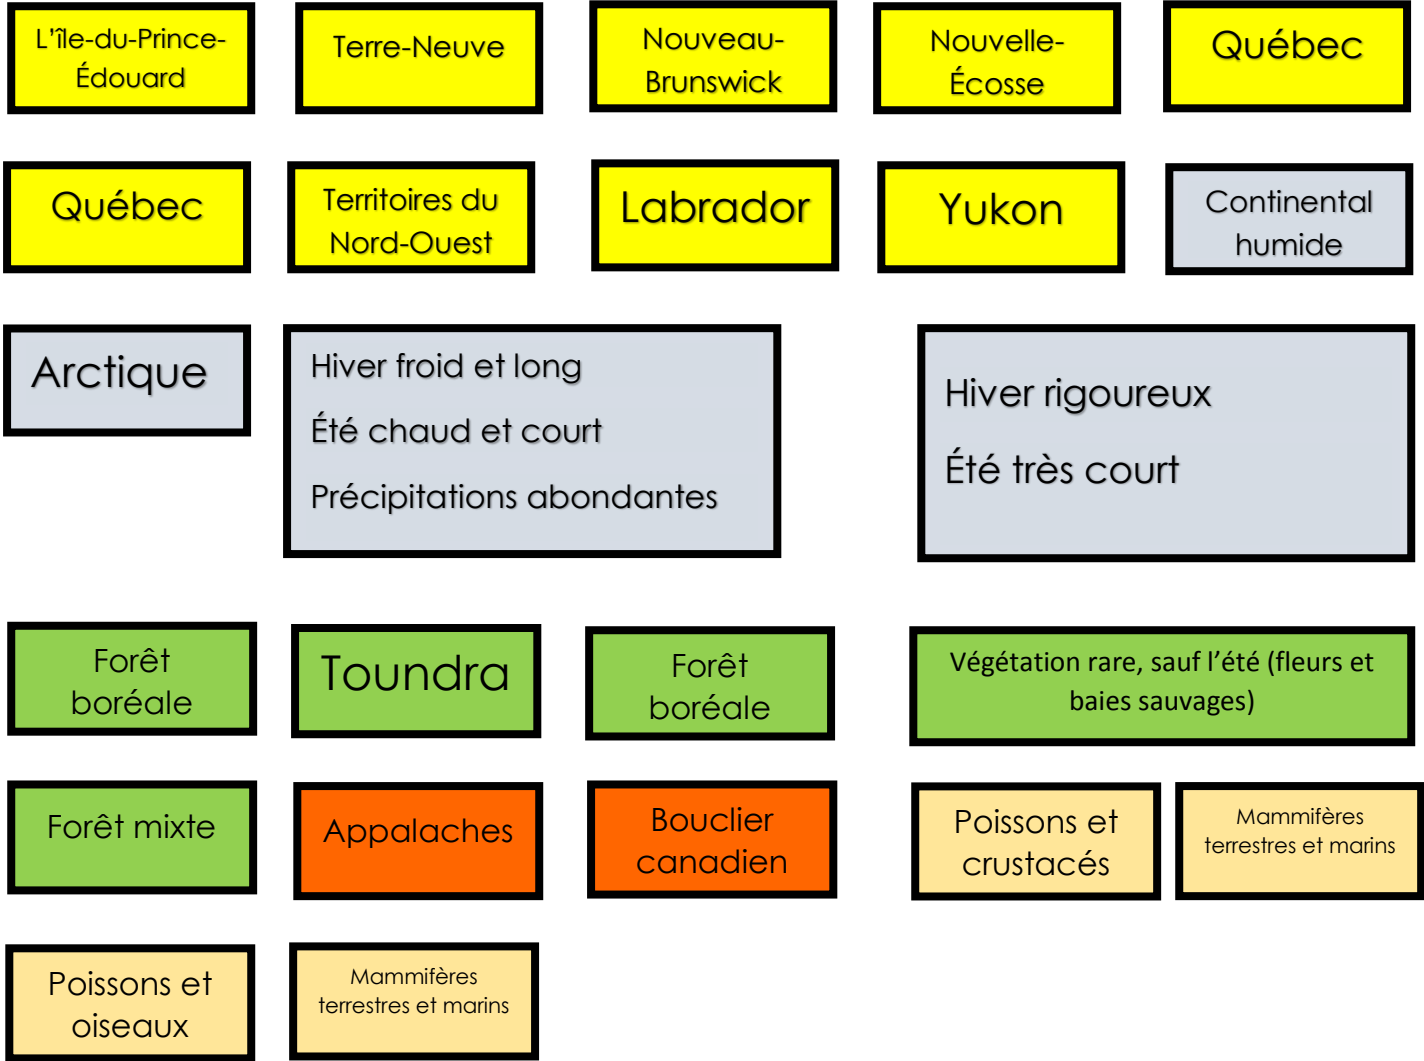 L'île-du-Prince-
Édouard
Terre-Neuve
Nouveau-
Brunswick
Nouvelle-
Écosse
Québec
Québec
Territoires du
Nord-Ouest
Labrador
Yukon
Continental
humide
Arctique
Hiver froid et long
Été chaud et court
Précipitations abondantes
Hiver rigoureux
Été très court
Forêt
boréale
Toundra
Forêt
boréale
Végétation rare, sauf l'été (fleurs et
baies sauvages)
Forêt mixte
Appalaches
Bouclier
canadien
Poissons et
crustacés
Mammifères
terrestres et marins
Poissons et
oiseaux
Mammifères
terrestres et marins